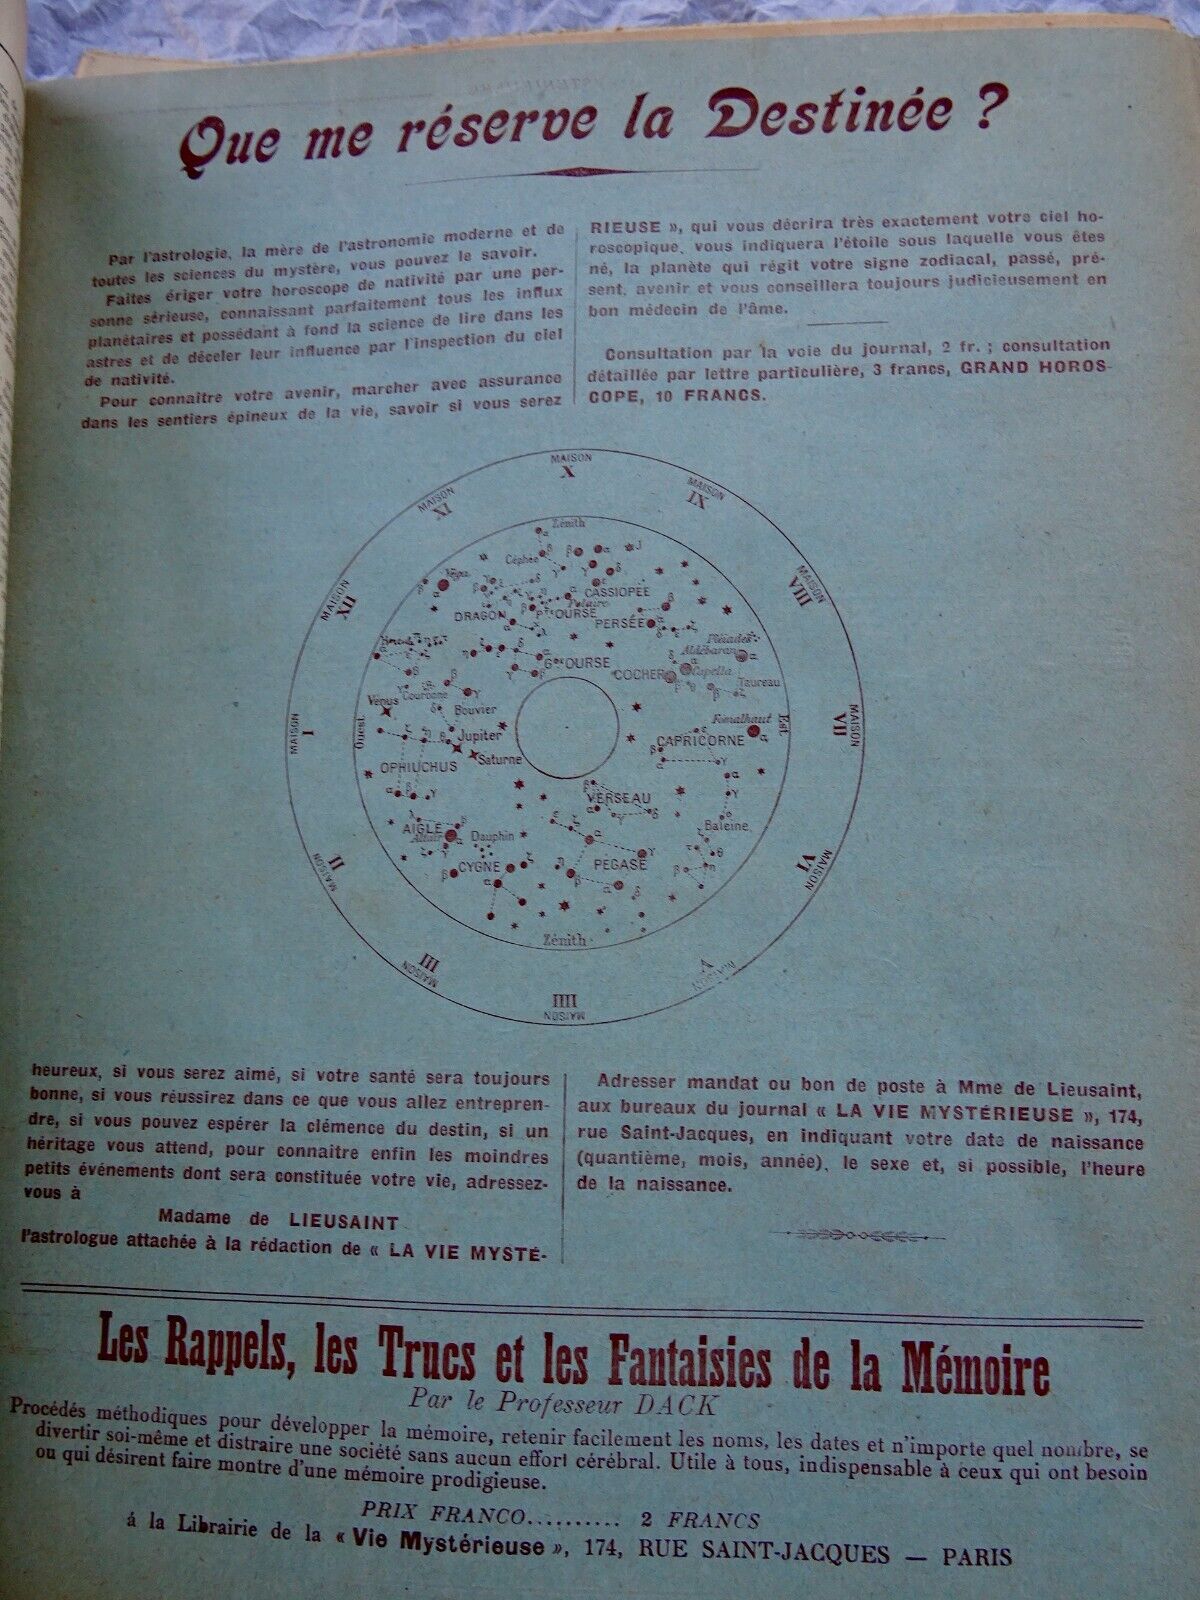 Que me réserve la Destinée ?
Par l'astrologie, la mère de l'astronomie moderne et de
toutes les sciences du mystère, vous pouvez le savoir.
Faites ériger votre horoscope de nativité par une per-
sonne sérieuse, connaissant parfaitement tous les influx
planétaires et possédant à fond la science de lire dans les
astres et de déceler leur influence par l'inspection du ciel
de nativité.
Pour connaitre votre avenir, marcher avec assurance
dans les sentiers épineux de la vie, savoir si vous serez
RIEUSE », qui vous décrira très exactement votre ciel ho-
roscopique, vous indiquera l'étoile sous laquelle vous êtes
né, la planète qui régit votre signe zodiacal, passé, pré-
sent, avenir et vous conseillera toujours judicieusement en
bon médecin de l'âme.
Consultation par la voie du journal, 2 fr. ; consultation
détaillée par lettre particulière, 3 francs, GRAND HOROS-
COPE, 10 FRANCS.
MAISON X
MAISON IX
MAISON VIII
MAISON VII
MAISON VI
MAISON V
MAISON IIII
MAISON III
MAISON II
MAISON I
MAISON XII
MAISON XI
Zénith
Céphée
Véga
CASSIOPÉE
Polaire
DRAGON
Pte OURSE
PERSÉE
Pléiades
Aldébaran
Hercule
Gde OURSE
COCHER
Capella
Taureau
Couronne
Vénus
Bouvier
Fomalhaut
Ouest
Est
Jupiter
CAPRICORNE
Saturne
OPHIUCHUS
VERSEAU
Baleine
AIGLE
Altaïr
Dauphin
CYGNE
PÉGASE
Zénith
heureux, si vous serez aimé, si votre santé sera toujours
bonne, si vous réussirez dans ce que vous allez entrepren-
dre, si vous pouvez espérer la clémence du destin, si un
héritage vous attend, pour connaitre enfin les moindres
petits événements dont sera constituée votre vie, adressez-
vous à
Madame de LIEUSAINT
l'astrologue attachée à la rédaction de « LA VIE MYSTÉ-
Adresser mandat ou bon de poste à Mme de Lieusaint,
aux bureaux du journal « LA VIE MYSTÉRIEUSE », 174,
rue Saint-Jacques, en indiquant votre date de naissance
(quantième, mois, année), le sexe et, si possible, l'heure
de la naissance.
Les Rappels, les Trucs et les Fantaisies de la Mémoire
Par le Professeur DACK
Procédés méthodiques pour développer la mémoire, retenir facilement les noms, les dates et n'importe quel nombre, se
divertir soi-même et distraire une société sans aucun effort cérébral. Utile à tous, indispensable à ceux qui ont besoin
ou qui désirent faire montre d'une mémoire prodigieuse.
PRIX FRANCO.......... 2 FRANCS
á la Librairie de la « Vie Mystérieuse », 174, RUE SAINT-JACQUES — PARIS